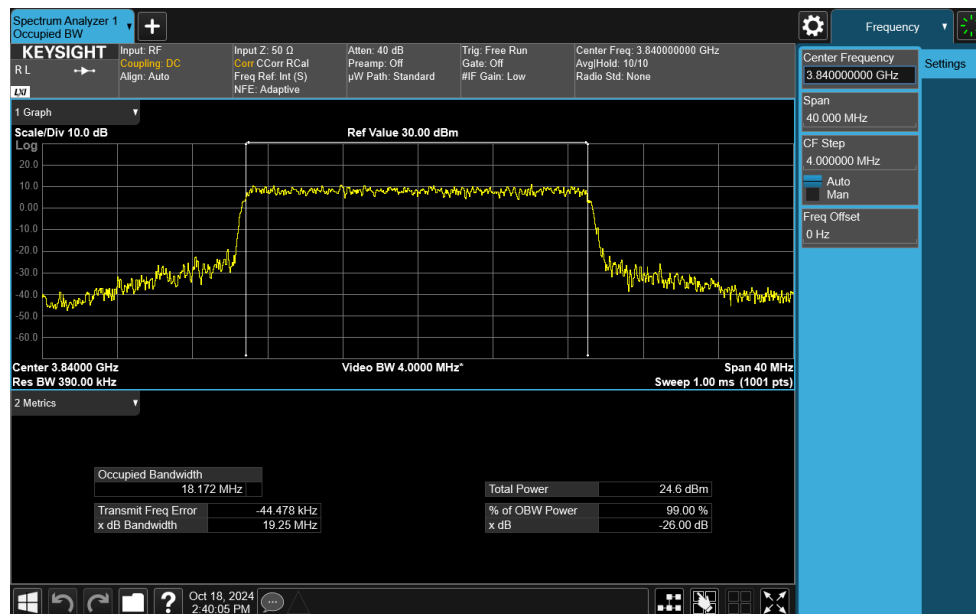 Spectrum Analyzer 1
Occupied BW
+
Frequency
KEYSIGHT
R L
LXI
Input: RF
Coupling: DC
Align: Auto
Input Z: 50 Ω
Corr CCorr RCal
Freq Ref: Int (S)
NFE: Adaptive
Atten: 40 dB
Preamp: Off
µW Path: Standard
Trig: Free Run
Gate: Off
#IF Gain: Low
Center Freq: 3.840000000 GHz
Avg|Hold: 10/10
Radio Std: None
Center Frequency
3.840000000 GHz
Settings
Span
40.000 MHz
CF Step
4.000000 MHz
Auto
Man
Freq Offset
0 Hz
1 Graph
Scale/Div 10.0 dB
Ref Value 30.00 dBm
Log
20.0
10.0
0.00
-10.0
-20.0
-30.0
-40.0
-50.0
-60.0
Center 3.84000 GHz
Video BW 4.0000 MHz*
Span 40 MHz
Res BW 390.00 kHz
Sweep 1.00 ms (1001 pts)
2 Metrics
Occupied Bandwidth
18.172 MHz
Total Power 24.6 dBm
Transmit Freq Error -44.478 kHz
% of OBW Power 99.00 %
x dB Bandwidth 19.25 MHz
x dB -26.00 dB
?
Oct 18, 2024
2:40:05 PM